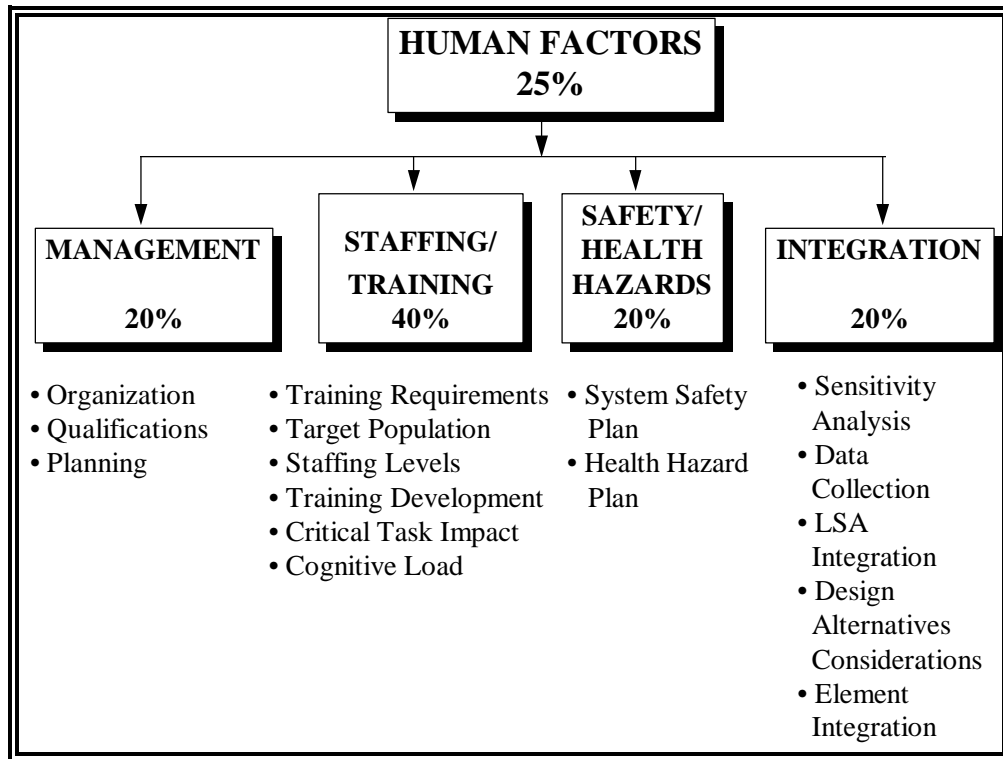 HUMAN FACTORS
25%
MANAGEMENT
20%
STAFFING/
TRAINING
40%
SAFETY/
HEALTH
HAZARDS
20%
INTEGRATION
20%
• Organization
• Qualifications
• Planning
• Training Requirements
• Target Population
• Staffing Levels
• Training Development
• Critical Task Impact
• Cognitive Load
• System Safety
Plan
• Health Hazard
Plan
• Sensitivity
Analysis
• Data
Collection
• LSA
Integration
• Design
Alternatives
Considerations
• Element
Integration